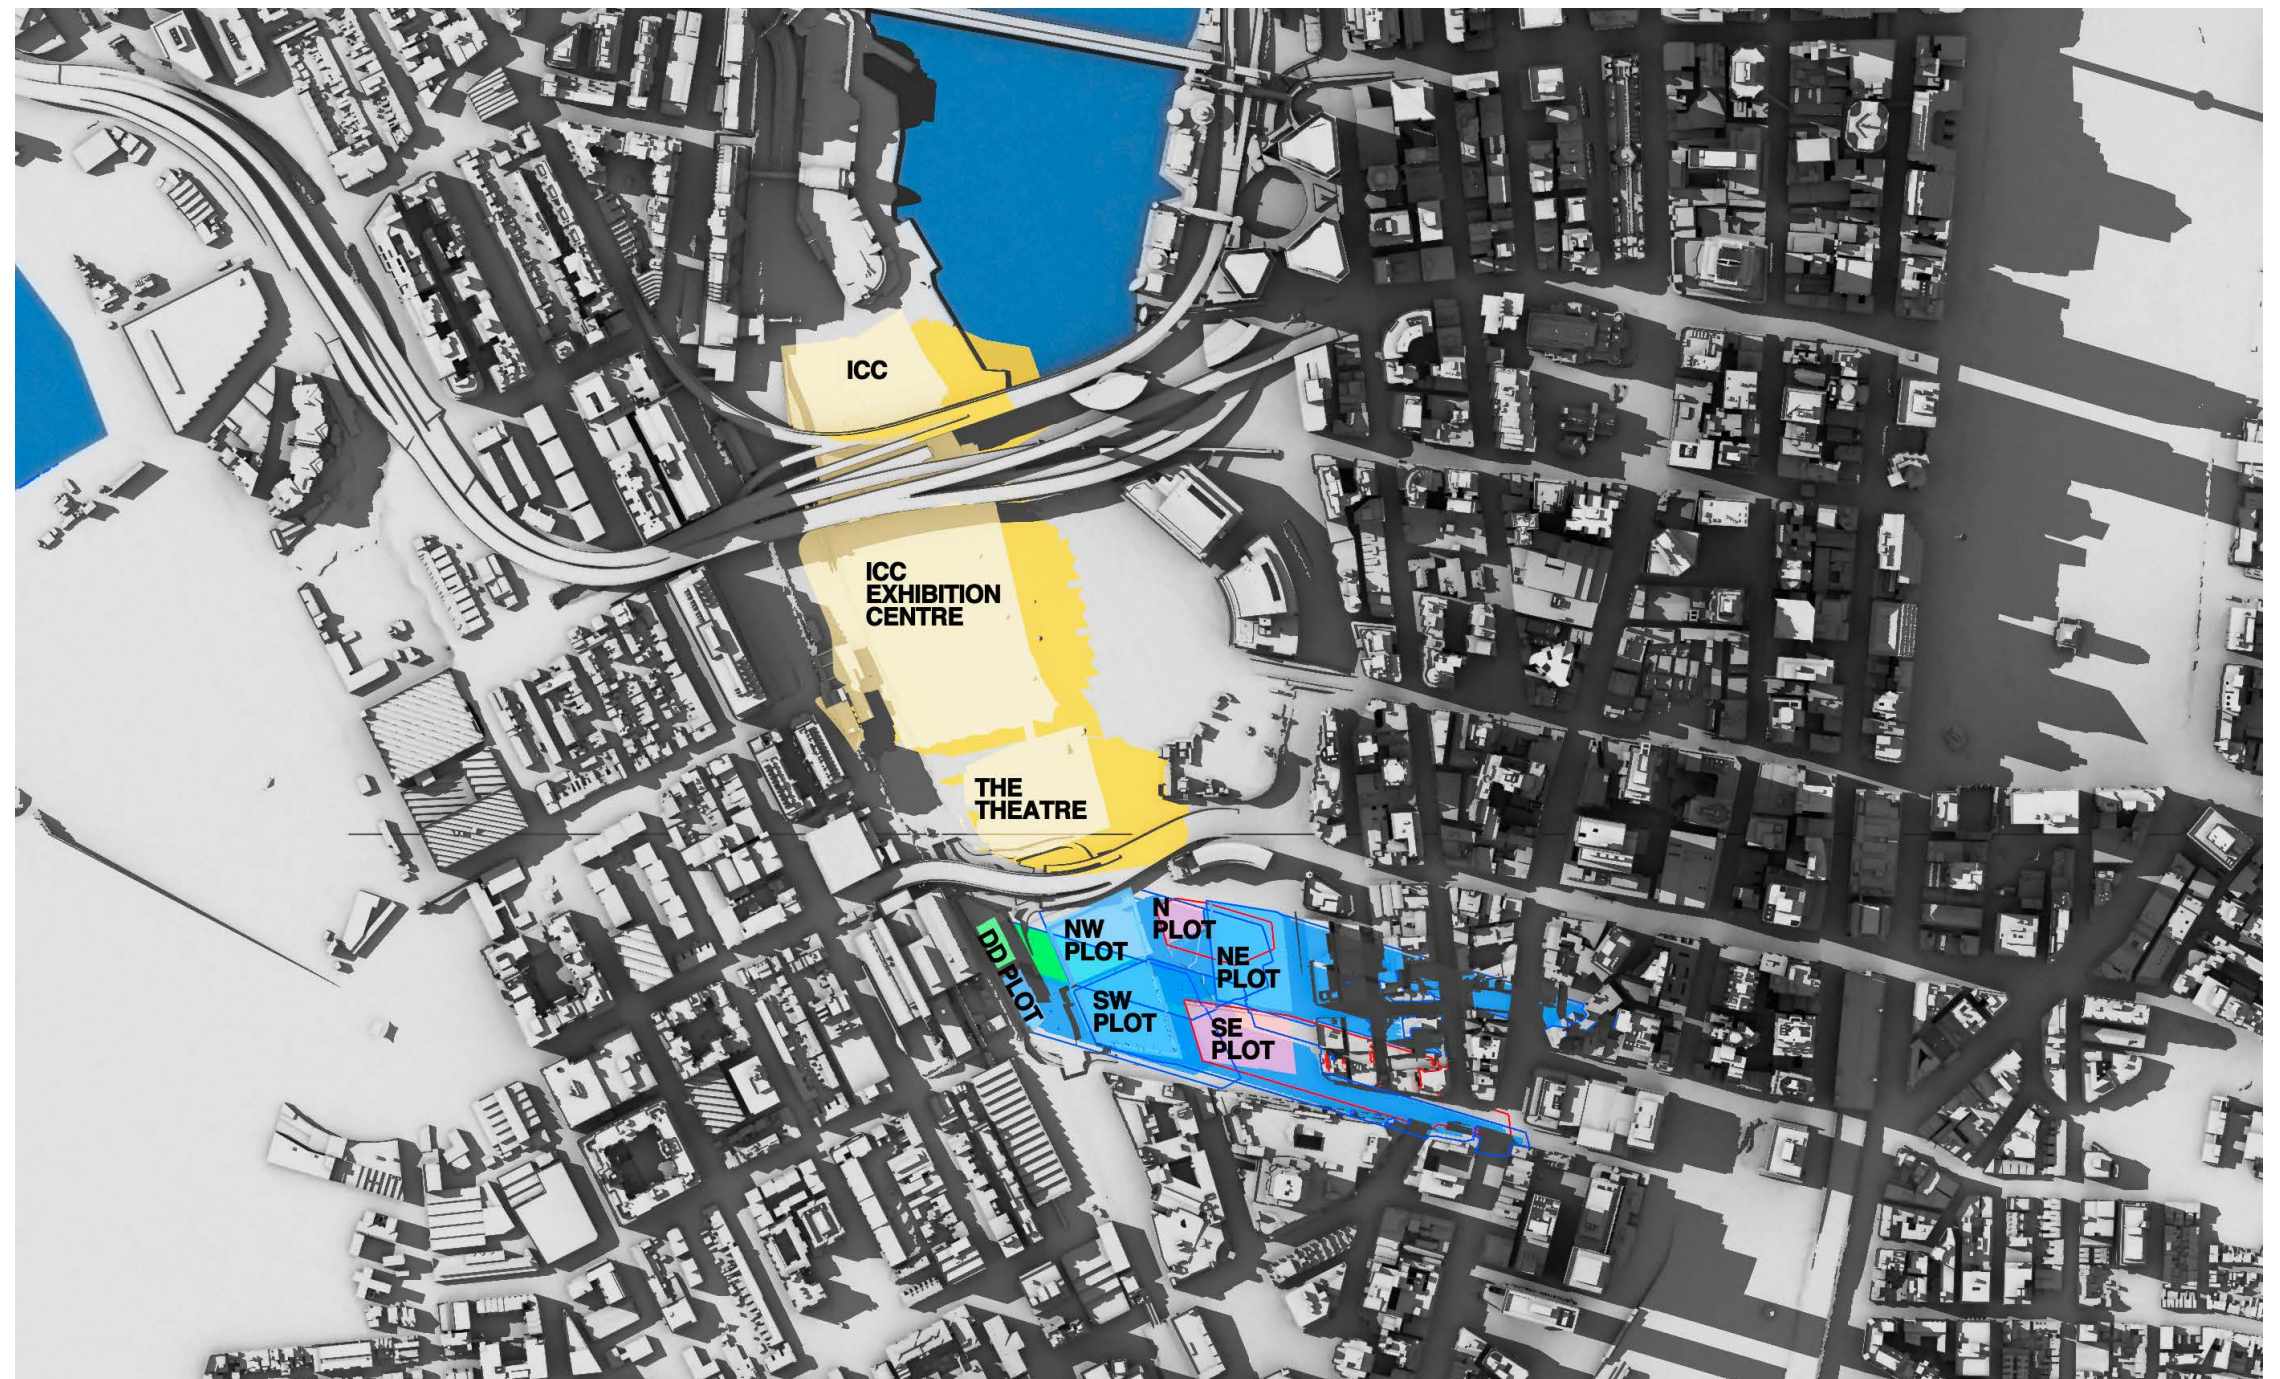 ICC
ICC
EXHIBITION
CENTRE
THE
THEATRE
N
PLOT
NW
PLOT
DD PLOT
NE
PLOT
SW
PLOT
SE
PLOT